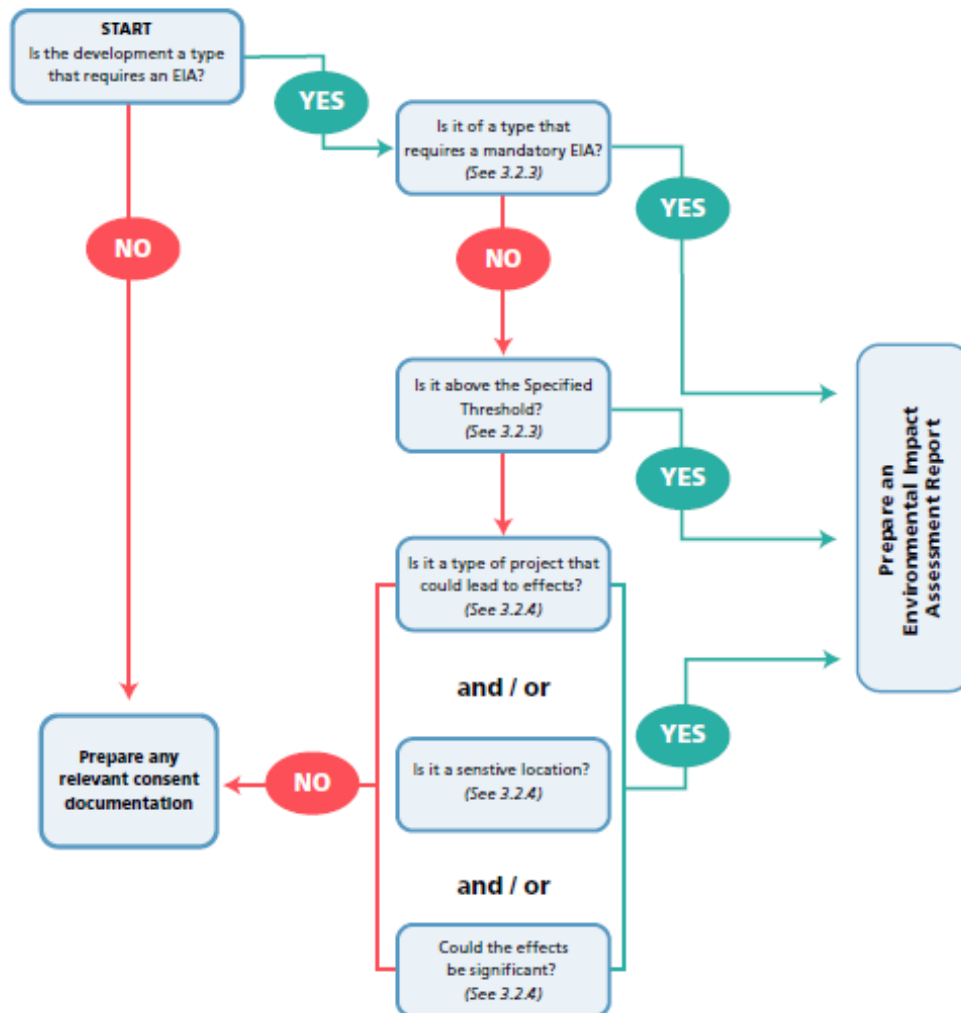 START
Is the development a type
that requires an EIA?
YES
Is it of a type that
requires a mandatory EIA?
(See 3.2.3)
YES
NO
NO
Is it above the Specified
Threshold?
(See 3.2.3)
YES
Prepare an
Environmental Impact
Assessment Report
Is it a type of project that
could lead to effects?
(See 3.2.4)
and / or
YES
Prepare any
relevant consent
documentation
NO
Is it a senstive location?
(See 3.2.4)
and / or
Could the effects
be significant?
(See 3.2.4)